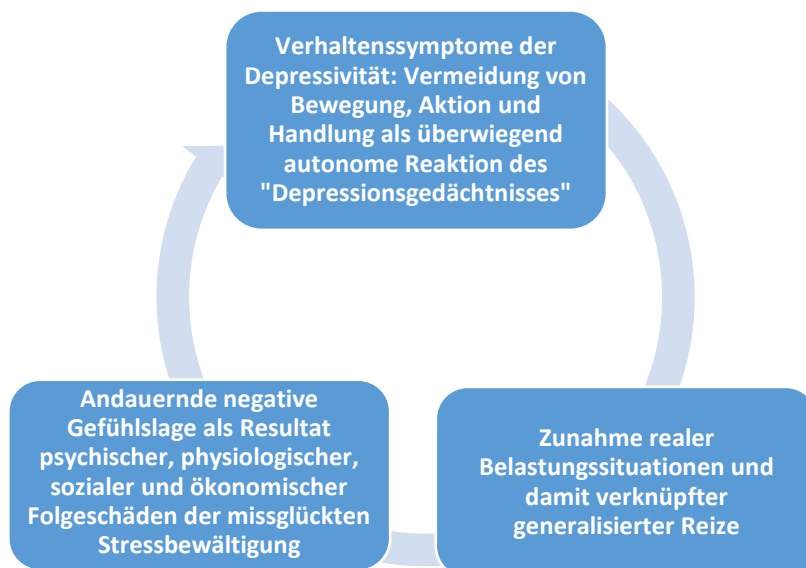 Verhaltenssymptome der
Depressivität: Vermeidung von
Bewegung, Aktion und
Handlung als überwiegend
autonome Reaktion des
"Depressionsgedächtnisses"
Zunahme realer
Belastungssituationen und
damit verknüpfter
generalisierter Reize
Andauernde negative
Gefühlslage als Resultat
psychischer, physiologischer,
sozialer und ökonomischer
Folgeschäden der missglückten
Stressbewältigung